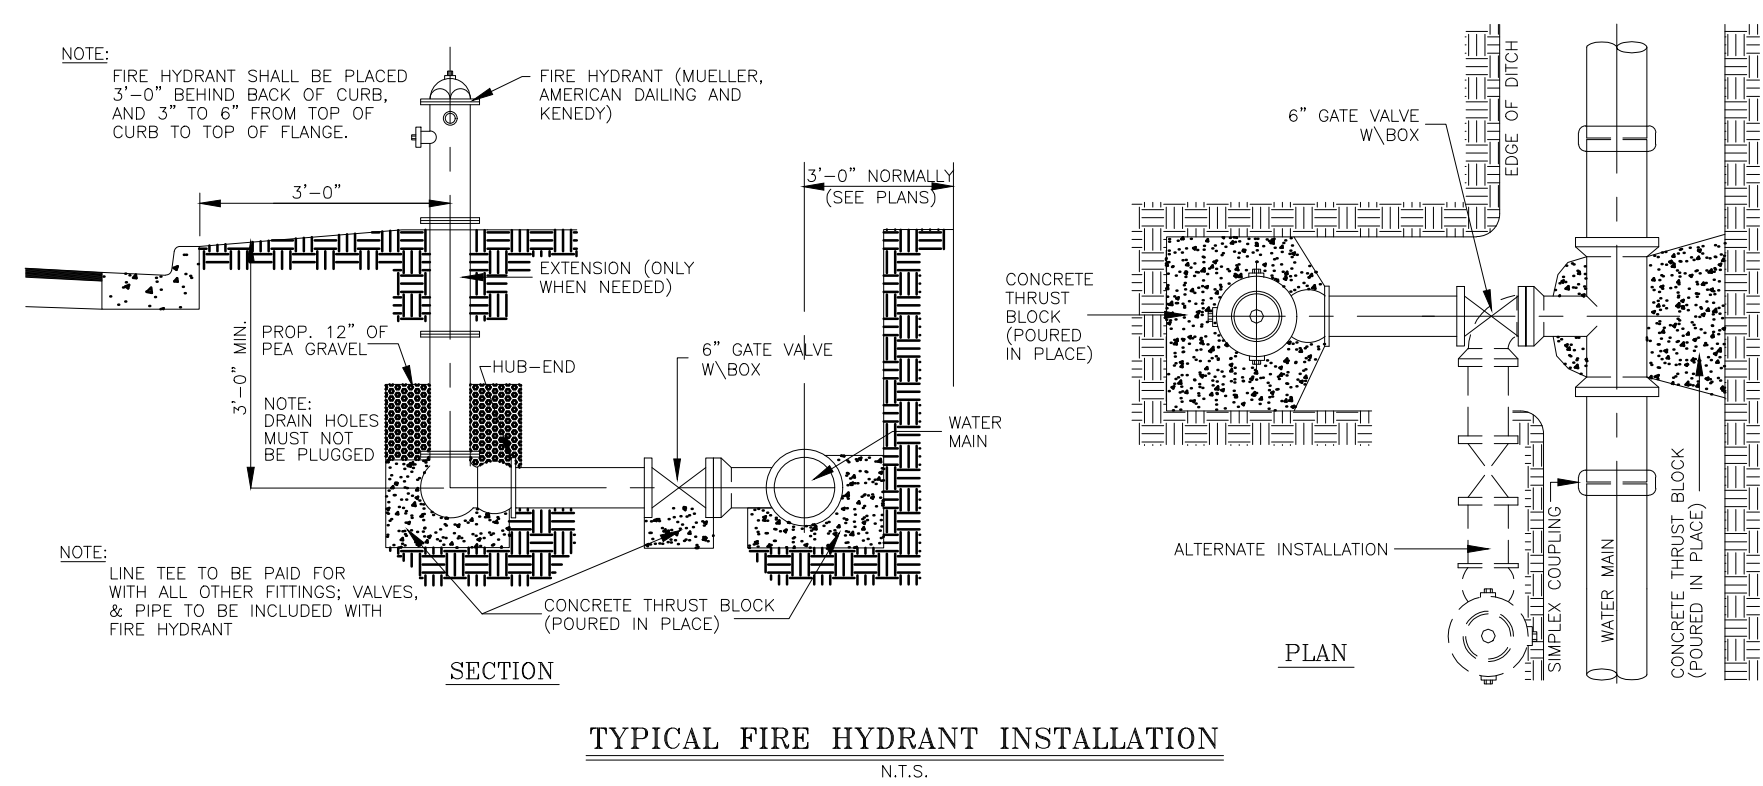 NOTE:
FIRE HYDRANT SHALL BE PLACED
3'-0" BEHIND BACK OF CURB,
AND 3" TO 6" FROM TOP OF
CURB TO TOP OF FLANGE.
FIRE HYDRANT (MUELLER,
AMERICAN DAILING AND
KENEDY)
3'-0"
3'-0" NORMALLY
(SEE PLANS)
EXTENSION (ONLY
WHEN NEEDED)
3'-0" MIN.
PROP. 12" OF
PEA GRAVEL
6" GATE VALVE
W\BOX
HUB-END
NOTE:
DRAIN HOLES
MUST NOT
BE PLUGGED
WATER
MAIN
NOTE:
LINE TEE TO BE PAID FOR
WITH ALL OTHER FITTINGS; VALVES,
& PIPE TO BE INCLUDED WITH
FIRE HYDRANT
CONCRETE THRUST BLOCK
(POURED IN PLACE)
SECTION
EDGE OF DITCH
6" GATE VALVE
W\BOX
CONCRETE
THRUST
BLOCK
(POURED
IN PLACE)
ALTERNATE INSTALLATION
SIMPLEX COUPLING
WATER MAIN
CONCRETE THRUST BLOCK
(POURED IN PLACE)
PLAN
TYPICAL FIRE HYDRANT INSTALLATION
N.T.S.